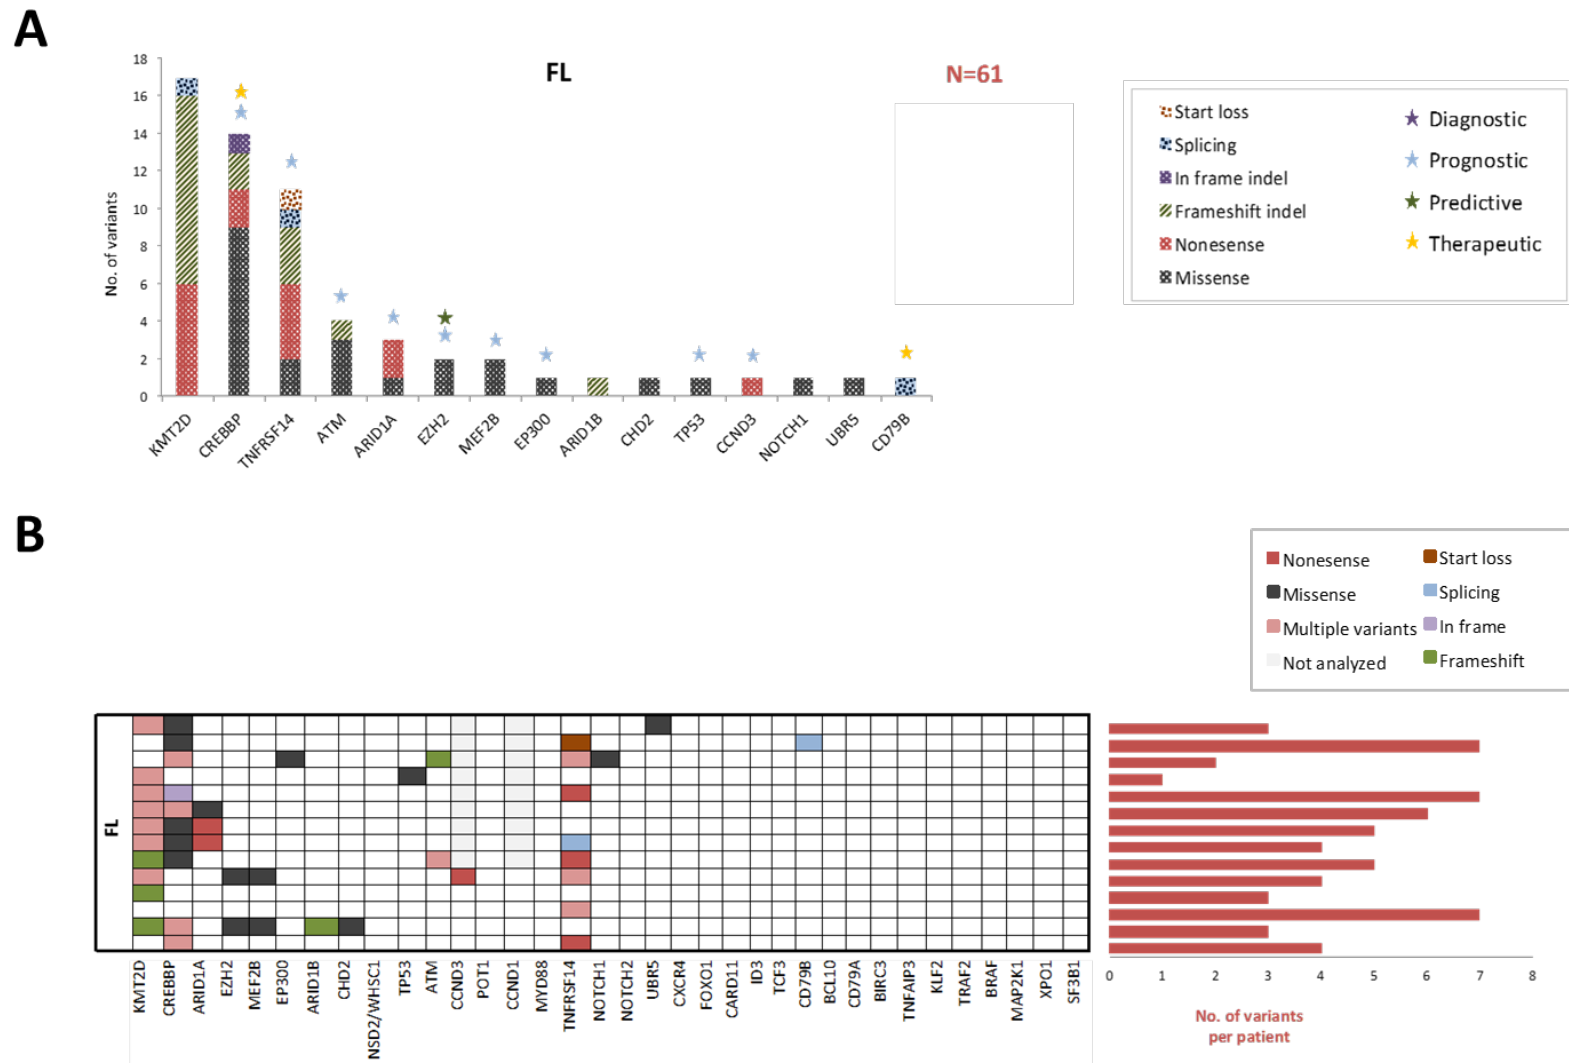 A
FL
N=61
No. of variants
18
16
14
12
10
8
6
4
2
0
KMT2D
CREBBP
TNFRSF14
ATM
ARID1A
EZH2
MEF2B
EP300
ARID1B
CHD2
TP53
CCND3
NOTCH1
UBR5
CD79B
Start loss
Splicing
In frame indel
Frameshift indel
Nonesense
Missense
Diagnostic
Prognostic
Predictive
Therapeutic
B
Nonesense
Missense
Multiple variants
Not analyzed
Start loss
Splicing
In frame
Frameshift
FL
KMT2D
CREBBP
ARID1A
EZH2
MEF2B
EP300
ARID1B
CHD2
NSD2/WHSC1
TP53
ATM
CCND3
POT1
CCND1
MYD88
TNFRSF14
NOTCH1
NOTCH2
UBR5
CXCR4
FOXO1
CARD11
ID3
TCF3
CD79B
BCL10
CD79A
BIRC3
TNFAIP3
KLF2
TRAF2
BRAF
MAP2K1
XPO1
SF3B1
0 1 2 3 4 5 6 7 8
No. of variants
per patient